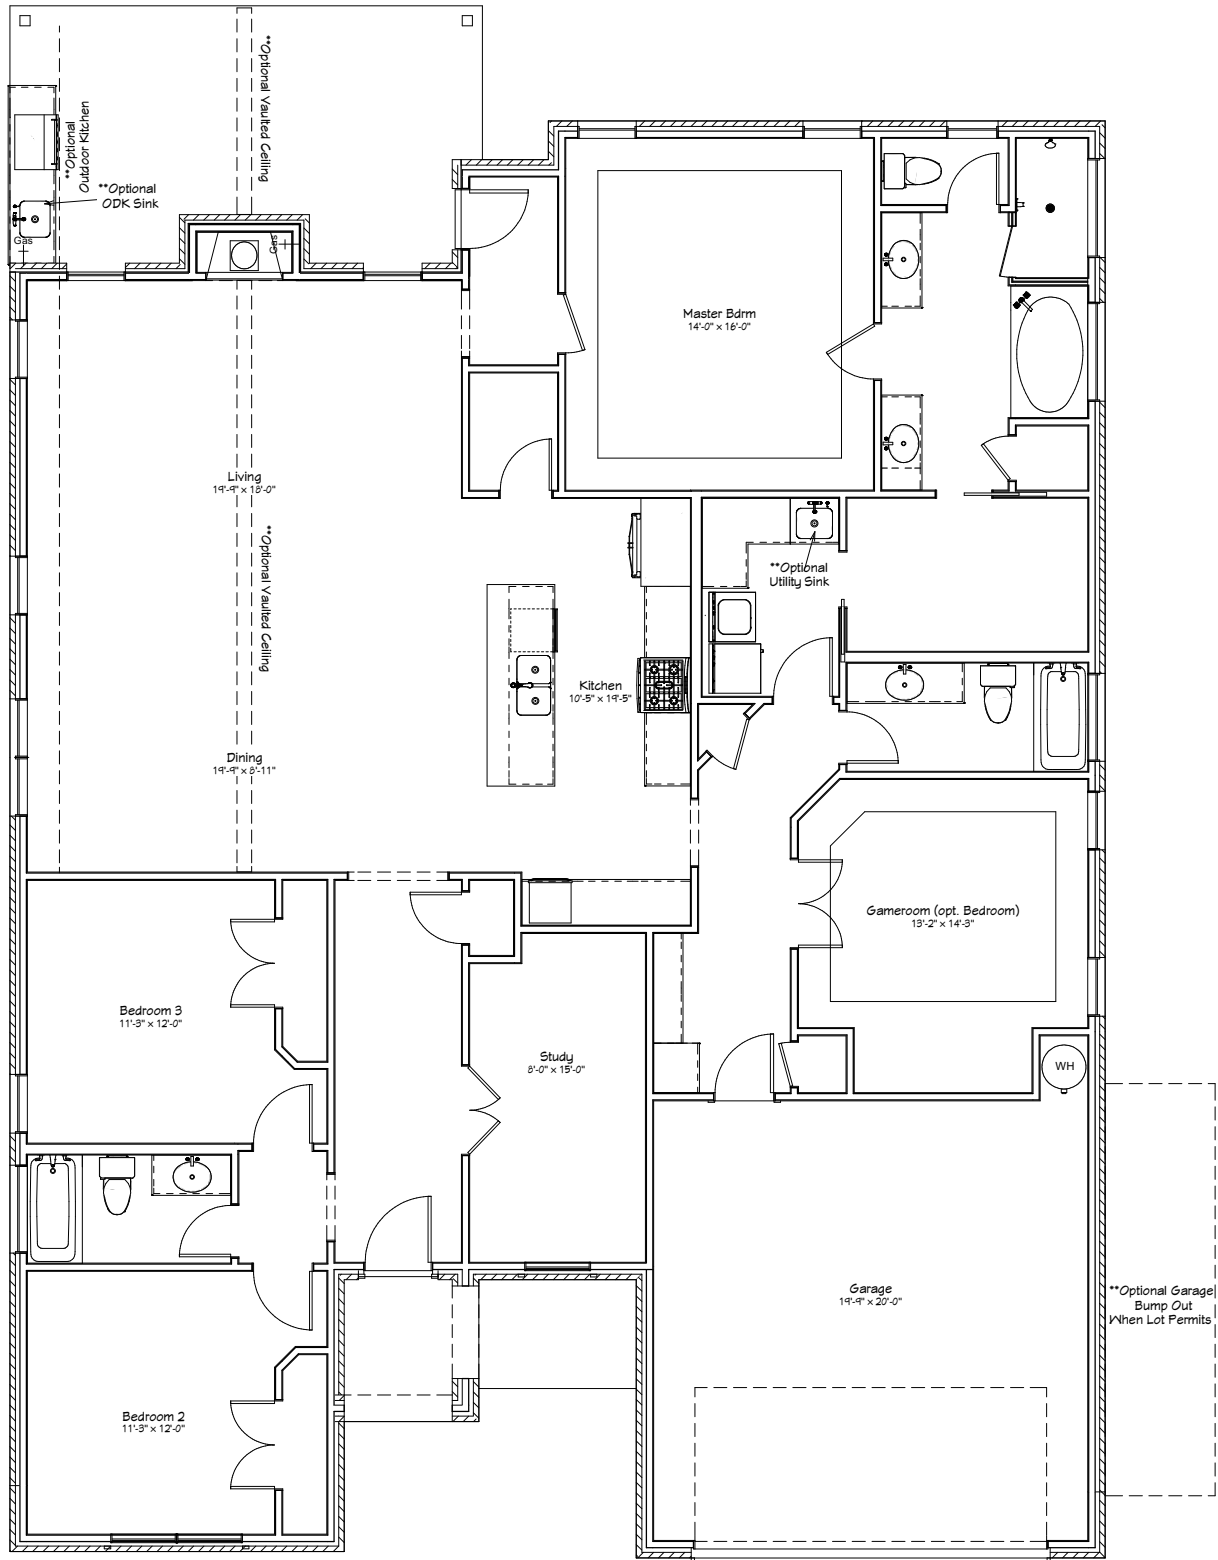 **Optional Vaulted Ceiling
**Optional
Outdoor Kitchen
**Optional
ODK Sink
Gas
Gas
Master Bdrm
14'-0" x 16'-0"
Living
19'-9" x 18'-0"
**Optional Vaulted Ceiling
**Optional
Utility Sink
Kitchen
10'-5" x 19'-5"
Dining
19'-9" x 8'-11"
Gameroom (opt. Bedroom)
13'-2" x 14'-3"
Bedroom 3
11'-3" x 12'-0"
Study
8'-0" x 15'-0"
WH
Garage
19'-9" x 20'-0"
**Optional Garage
Bump Out
When Lot Permits
Bedroom 2
11'-3" x 12'-0"